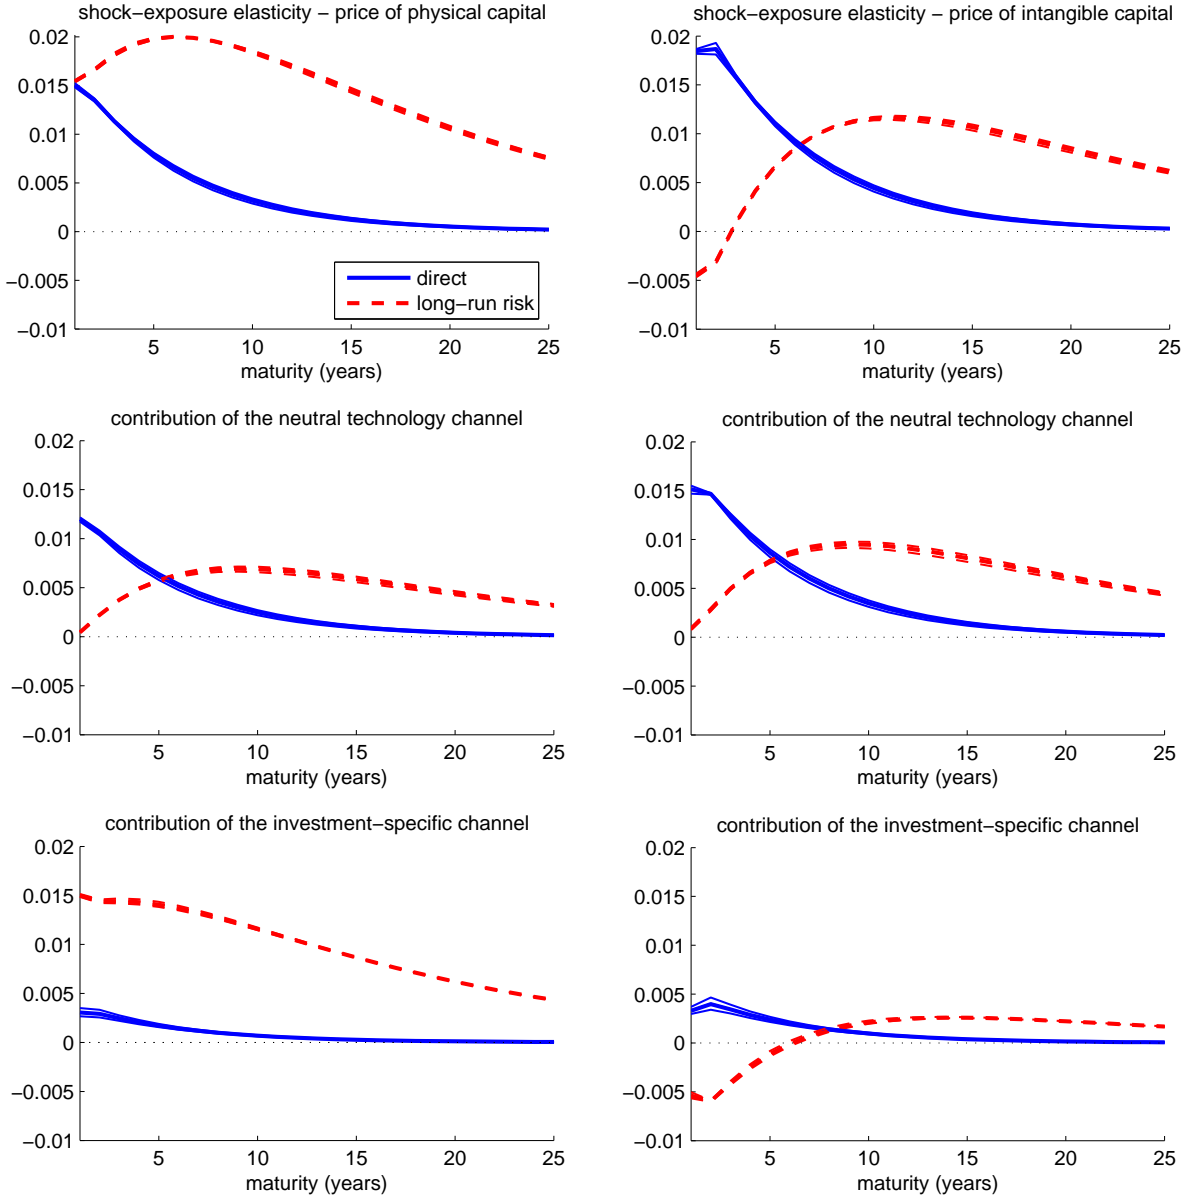 shock−exposure elasticity − price of physical capital
0.02
0.015
0.01
0.005
0
−0.005
−0.01
direct
long−run risk
5 10 15 20 25
maturity (years)
shock−exposure elasticity − price of intangible capital
0.02
0.015
0.01
0.005
0
−0.005
−0.01
5 10 15 20 25
maturity (years)
contribution of the neutral technology channel
0.02
0.015
0.01
0.005
0
−0.005
−0.01
5 10 15 20 25
maturity (years)
contribution of the neutral technology channel
0.02
0.015
0.01
0.005
0
−0.005
−0.01
5 10 15 20 25
maturity (years)
contribution of the investment−specific channel
0.02
0.015
0.01
0.005
0
−0.005
−0.01
5 10 15 20 25
maturity (years)
contribution of the investment−specific channel
0.02
0.015
0.01
0.005
0
−0.005
−0.01
5 10 15 20 25
maturity (years)